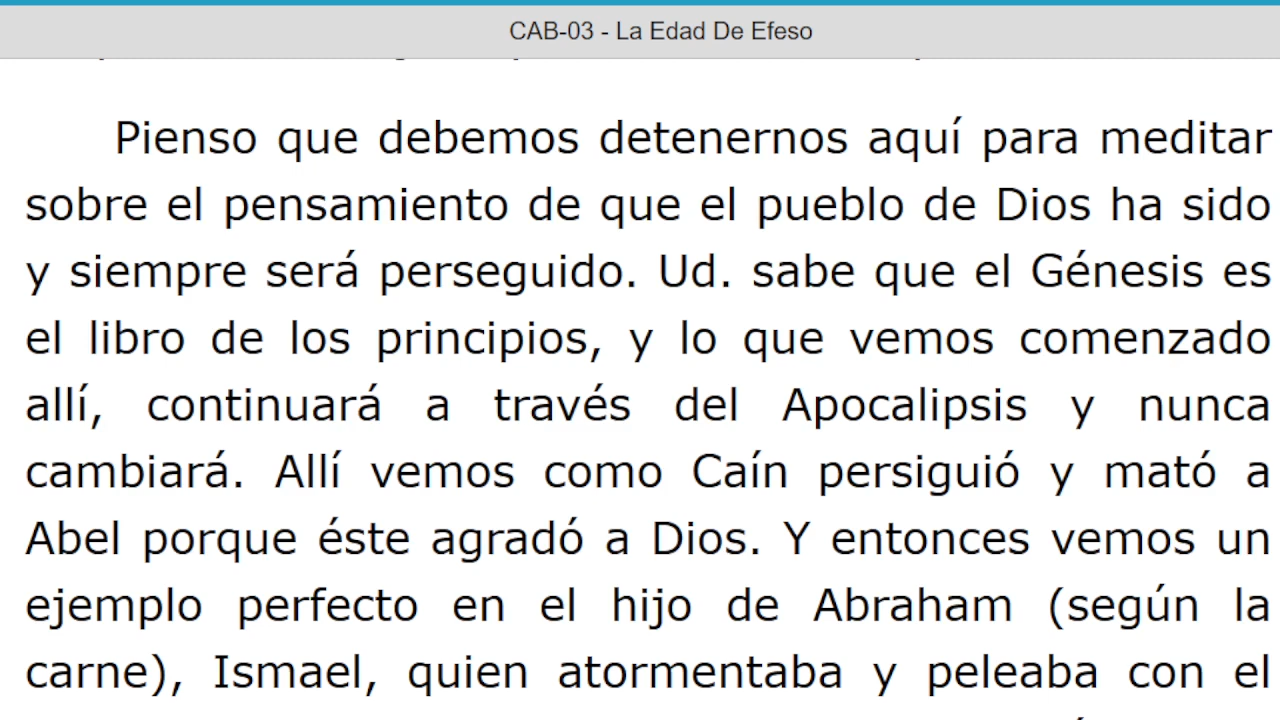 CAB-03 - La Edad De Efeso
Pienso que debemos detenernos aquí para meditar
sobre el pensamiento de que el pueblo de Dios ha sido
y siempre será perseguido. Ud. sabe que el Génesis es
el libro de los principios, y lo que vemos comenzado
allí, continuará a través del Apocalipsis y nunca
cambiará. Allí vemos como Caín persiguió y mató a
Abel porque éste agradó a Dios. Y entonces vemos un
ejemplo perfecto en el hijo de Abraham (según la
carne), Ismael, quien atormentaba y peleaba con el